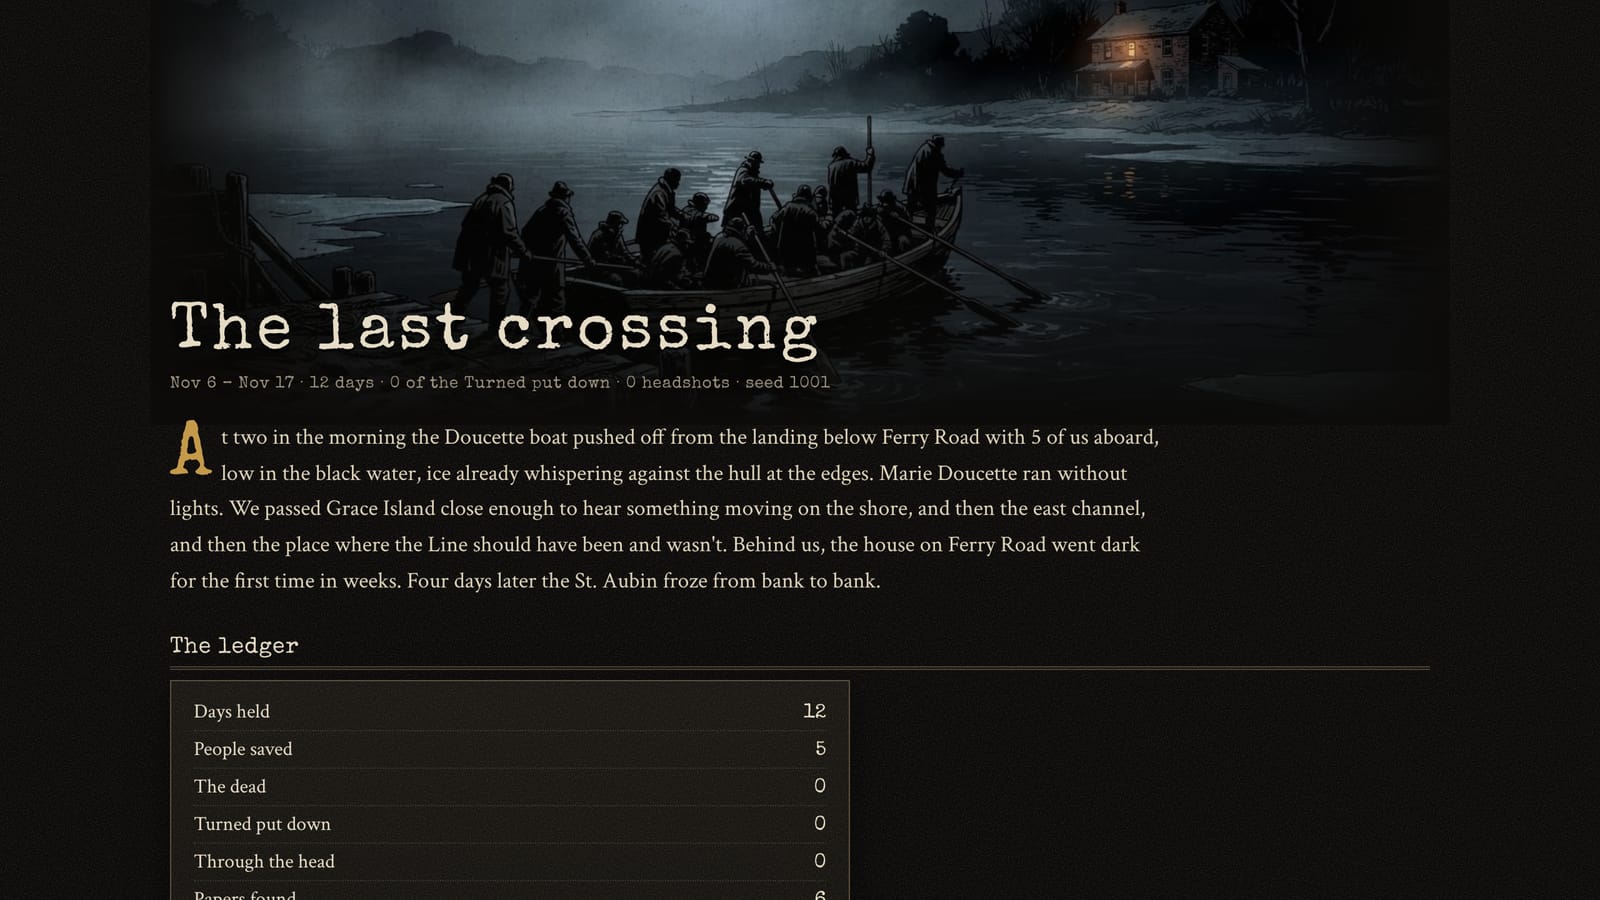 The last crossing
Nov 6 – Nov 17 · 12 days · 0 of the Turned put down · 0 headshots · seed 1001
At two in the morning the Doucette boat pushed off from the landing below Ferry Road with 5 of us aboard,
low in the black water, ice already whispering against the hull at the edges. Marie Doucette ran without
lights. We passed Grace Island close enough to hear something moving on the shore, and then the east channel,
and then the place where the Line should have been and wasn't. Behind us, the house on Ferry Road went dark
for the first time in weeks. Four days later the St. Aubin froze from bank to bank.
The ledger
Days held 12
People saved 5
The dead 0
Turned put down 0
Through the head 0
Papers found 6